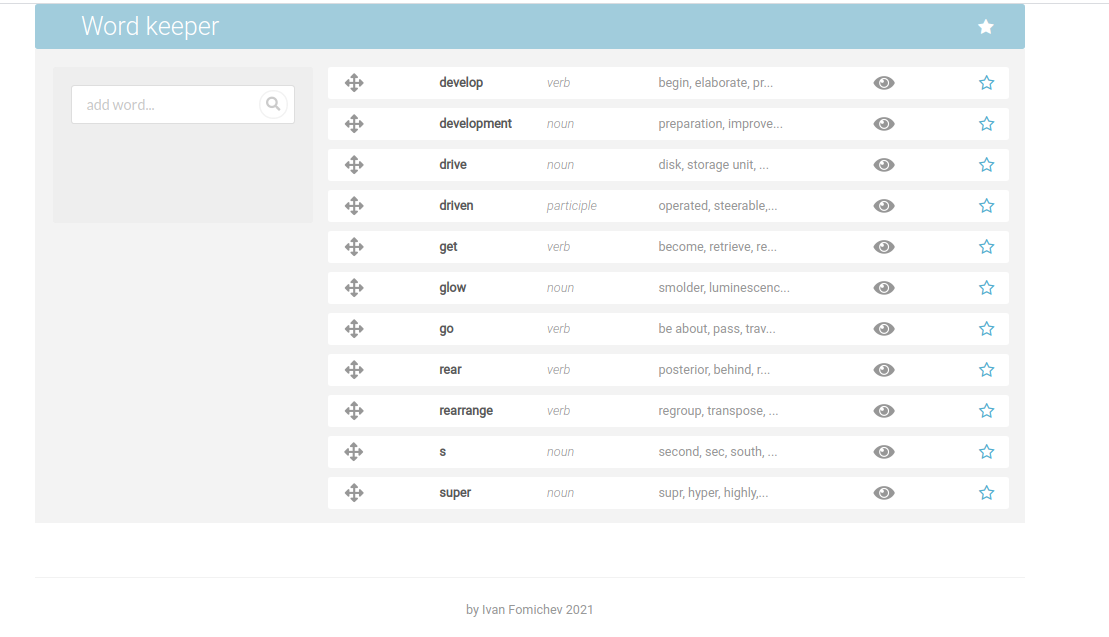 Word keeper
add word...
develop verb begin, elaborate, pr...
development noun preparation, improve...
drive noun disk, storage unit, ...
driven participle operated, steerable,...
get verb become, retrieve, re...
glow noun smolder, luminescenc...
go verb be about, pass, trav...
rear verb posterior, behind, r...
rearrange verb regroup, transpose, ...
s noun second, sec, south, ...
super noun supr, hyper, highly,...
by Ivan Fomichev 2021